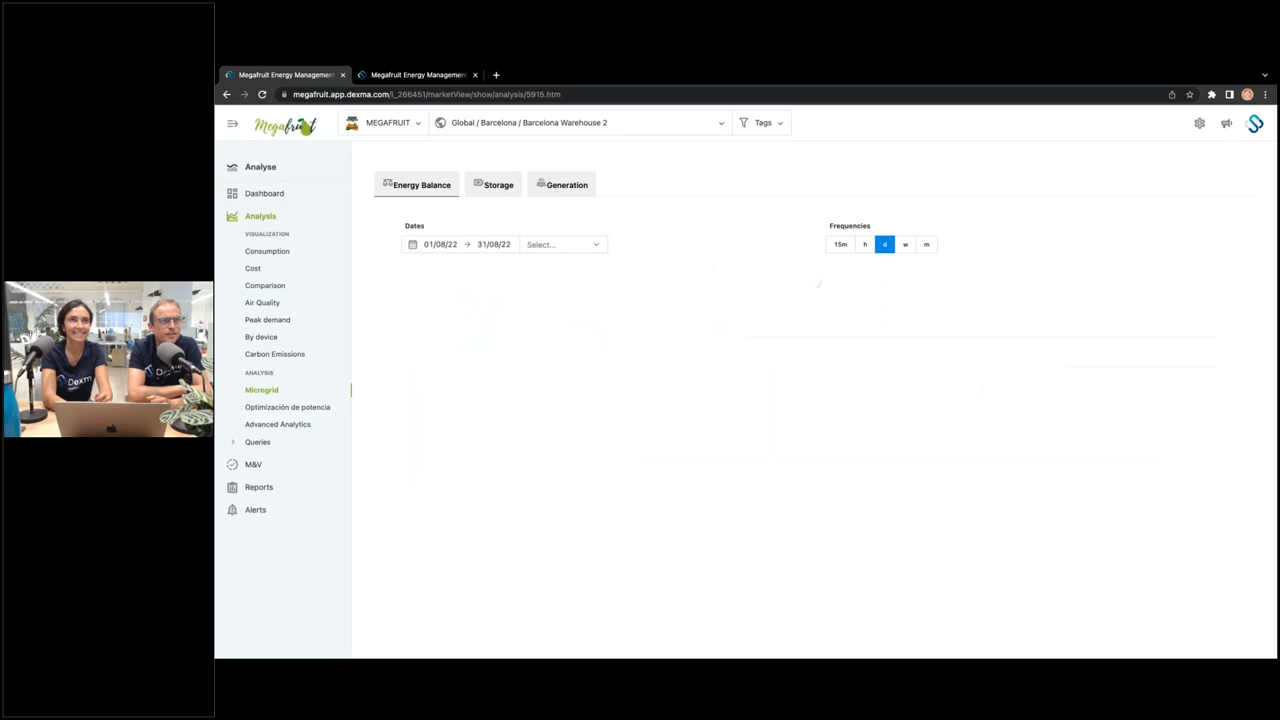 Megafruit Energy Management
Megafruit Energy Management
megafruit.app.dexma.com/l_266451/marketView/show/analysis/5915.htm
Megafruit
MEGAFRUIT
Global / Barcelona / Barcelona Warehouse 2
Tags
Analyse
Dashboard
Analysis
VISUALIZATION
Consumption
Cost
Comparison
Air Quality
Peak demand
By device
Carbon Emissions
ANALYSIS
Microgrid
Optimización de potencia
Advanced Analytics
Queries
M&V
Reports
Alerts
Energy Balance
Storage
Generation
Dates
01/08/22 → 31/08/22
Select...
Frequencies
15m h d w m
Dexm